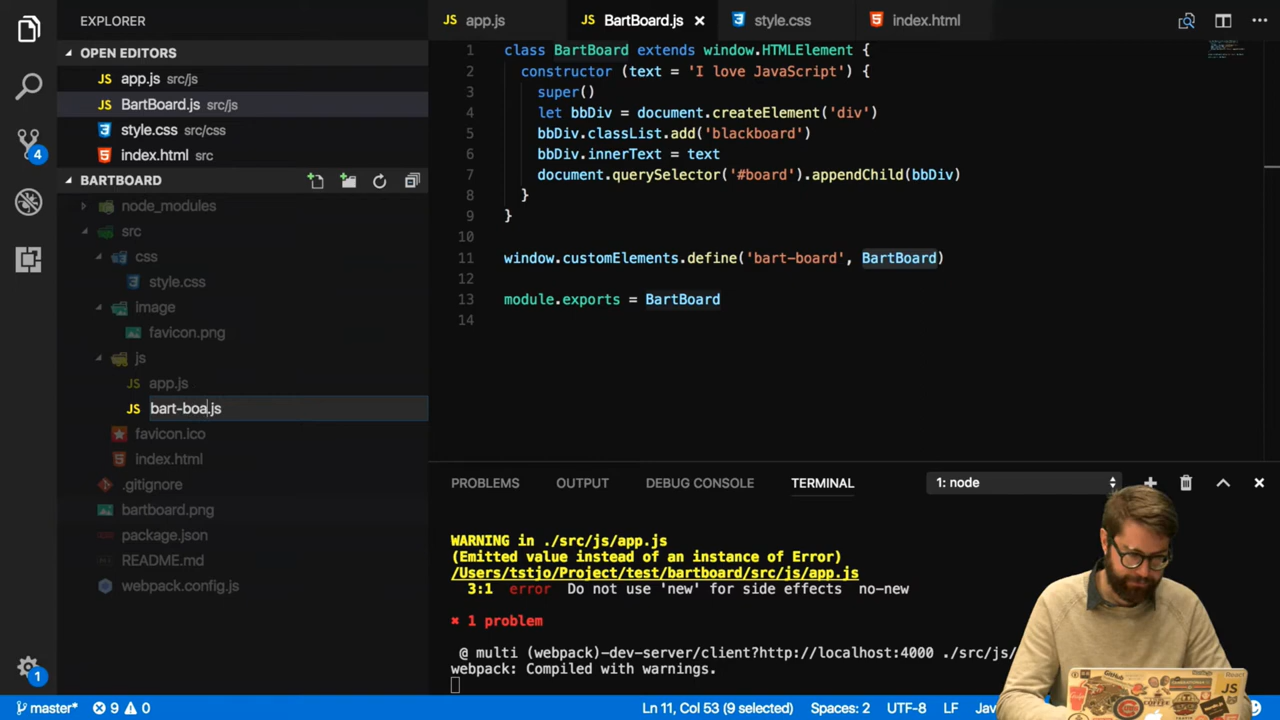 EXPLORER
OPEN EDITORS
app.js src/js
BartBoard.js src/js
style.css src/css
index.html src
BARTBOARD
node_modules
src
css
style.css
image
favicon.png
js
app.js
bart-boa.js
favicon.ico
index.html
.gitignore
bartboard.png
package.json
README.md
webpack.config.js
4
1
JS app.js
JS BartBoard.js
style.css
index.html
1 class BartBoard extends window.HTMLElement {
2 constructor (text = 'I love JavaScript') {
3 super()
4 let bbDiv = document.createElement('div')
5 bbDiv.classList.add('blackboard')
6 bbDiv.innerText = text
7 document.querySelector('#board').appendChild(bbDiv)
8 }
9 }
10
11 window.customElements.define('bart-board', BartBoard)
12
13 module.exports = BartBoard
14
PROBLEMS OUTPUT DEBUG CONSOLE TERMINAL 1: node
WARNING in ./src/js/app.js
(Emitted value instead of an instance of Error)
/Users/tstjo/Project/test/bartboard/src/js/app.js
3:1 error Do not use 'new' for side effects no-new
✖ 1 problem
@ multi (webpack)-dev-server/client?http://localhost:4000 ./src/js/
webpack: Compiled with warnings.
master* 9 0 Ln 11, Col 53 (9 selected) Spaces: 2 UTF-8 LF
GitHub
JS